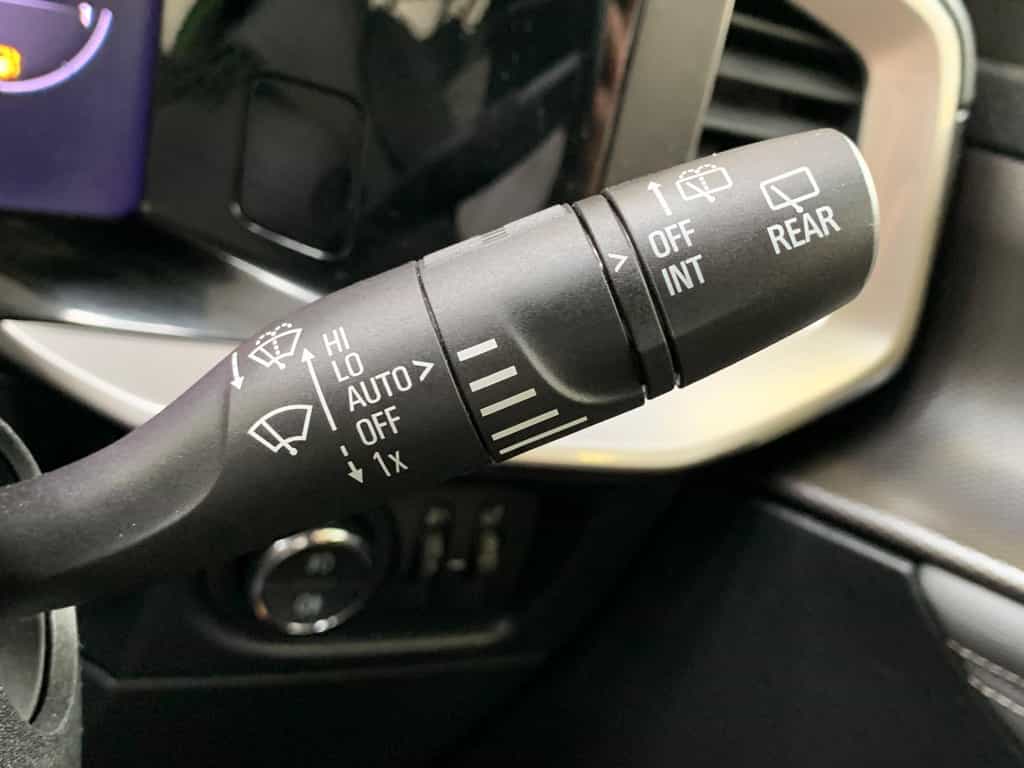 HI
LO
AUTO >
OFF
1x
>
OFF
INT
REAR